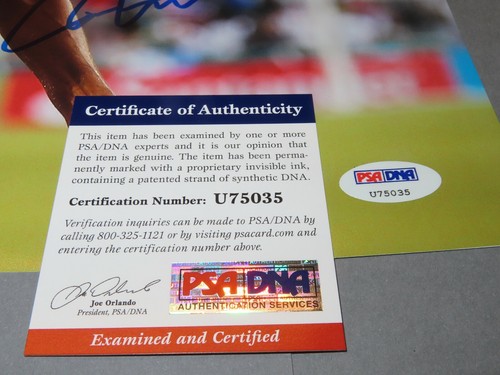 Certificate of Authenticity
This item has been examined by one or more
PSA/DNA experts and it is our opinion that
the item is genuine. The item has been perma-
nently marked with a proprietary invisible ink,
containing a patented strand of synthetic DNA.
Certification Number: U75035
Verification inquiries can be made to PSA/DNA by
calling 800-325-1121 or by visiting psacard.com and
entering the certification number above.
Joe Orlando
President, PSA/DNA
PSA DNA
AUTHENTICATION SERVICES
Examined and Certified
PSA DNA
U75035